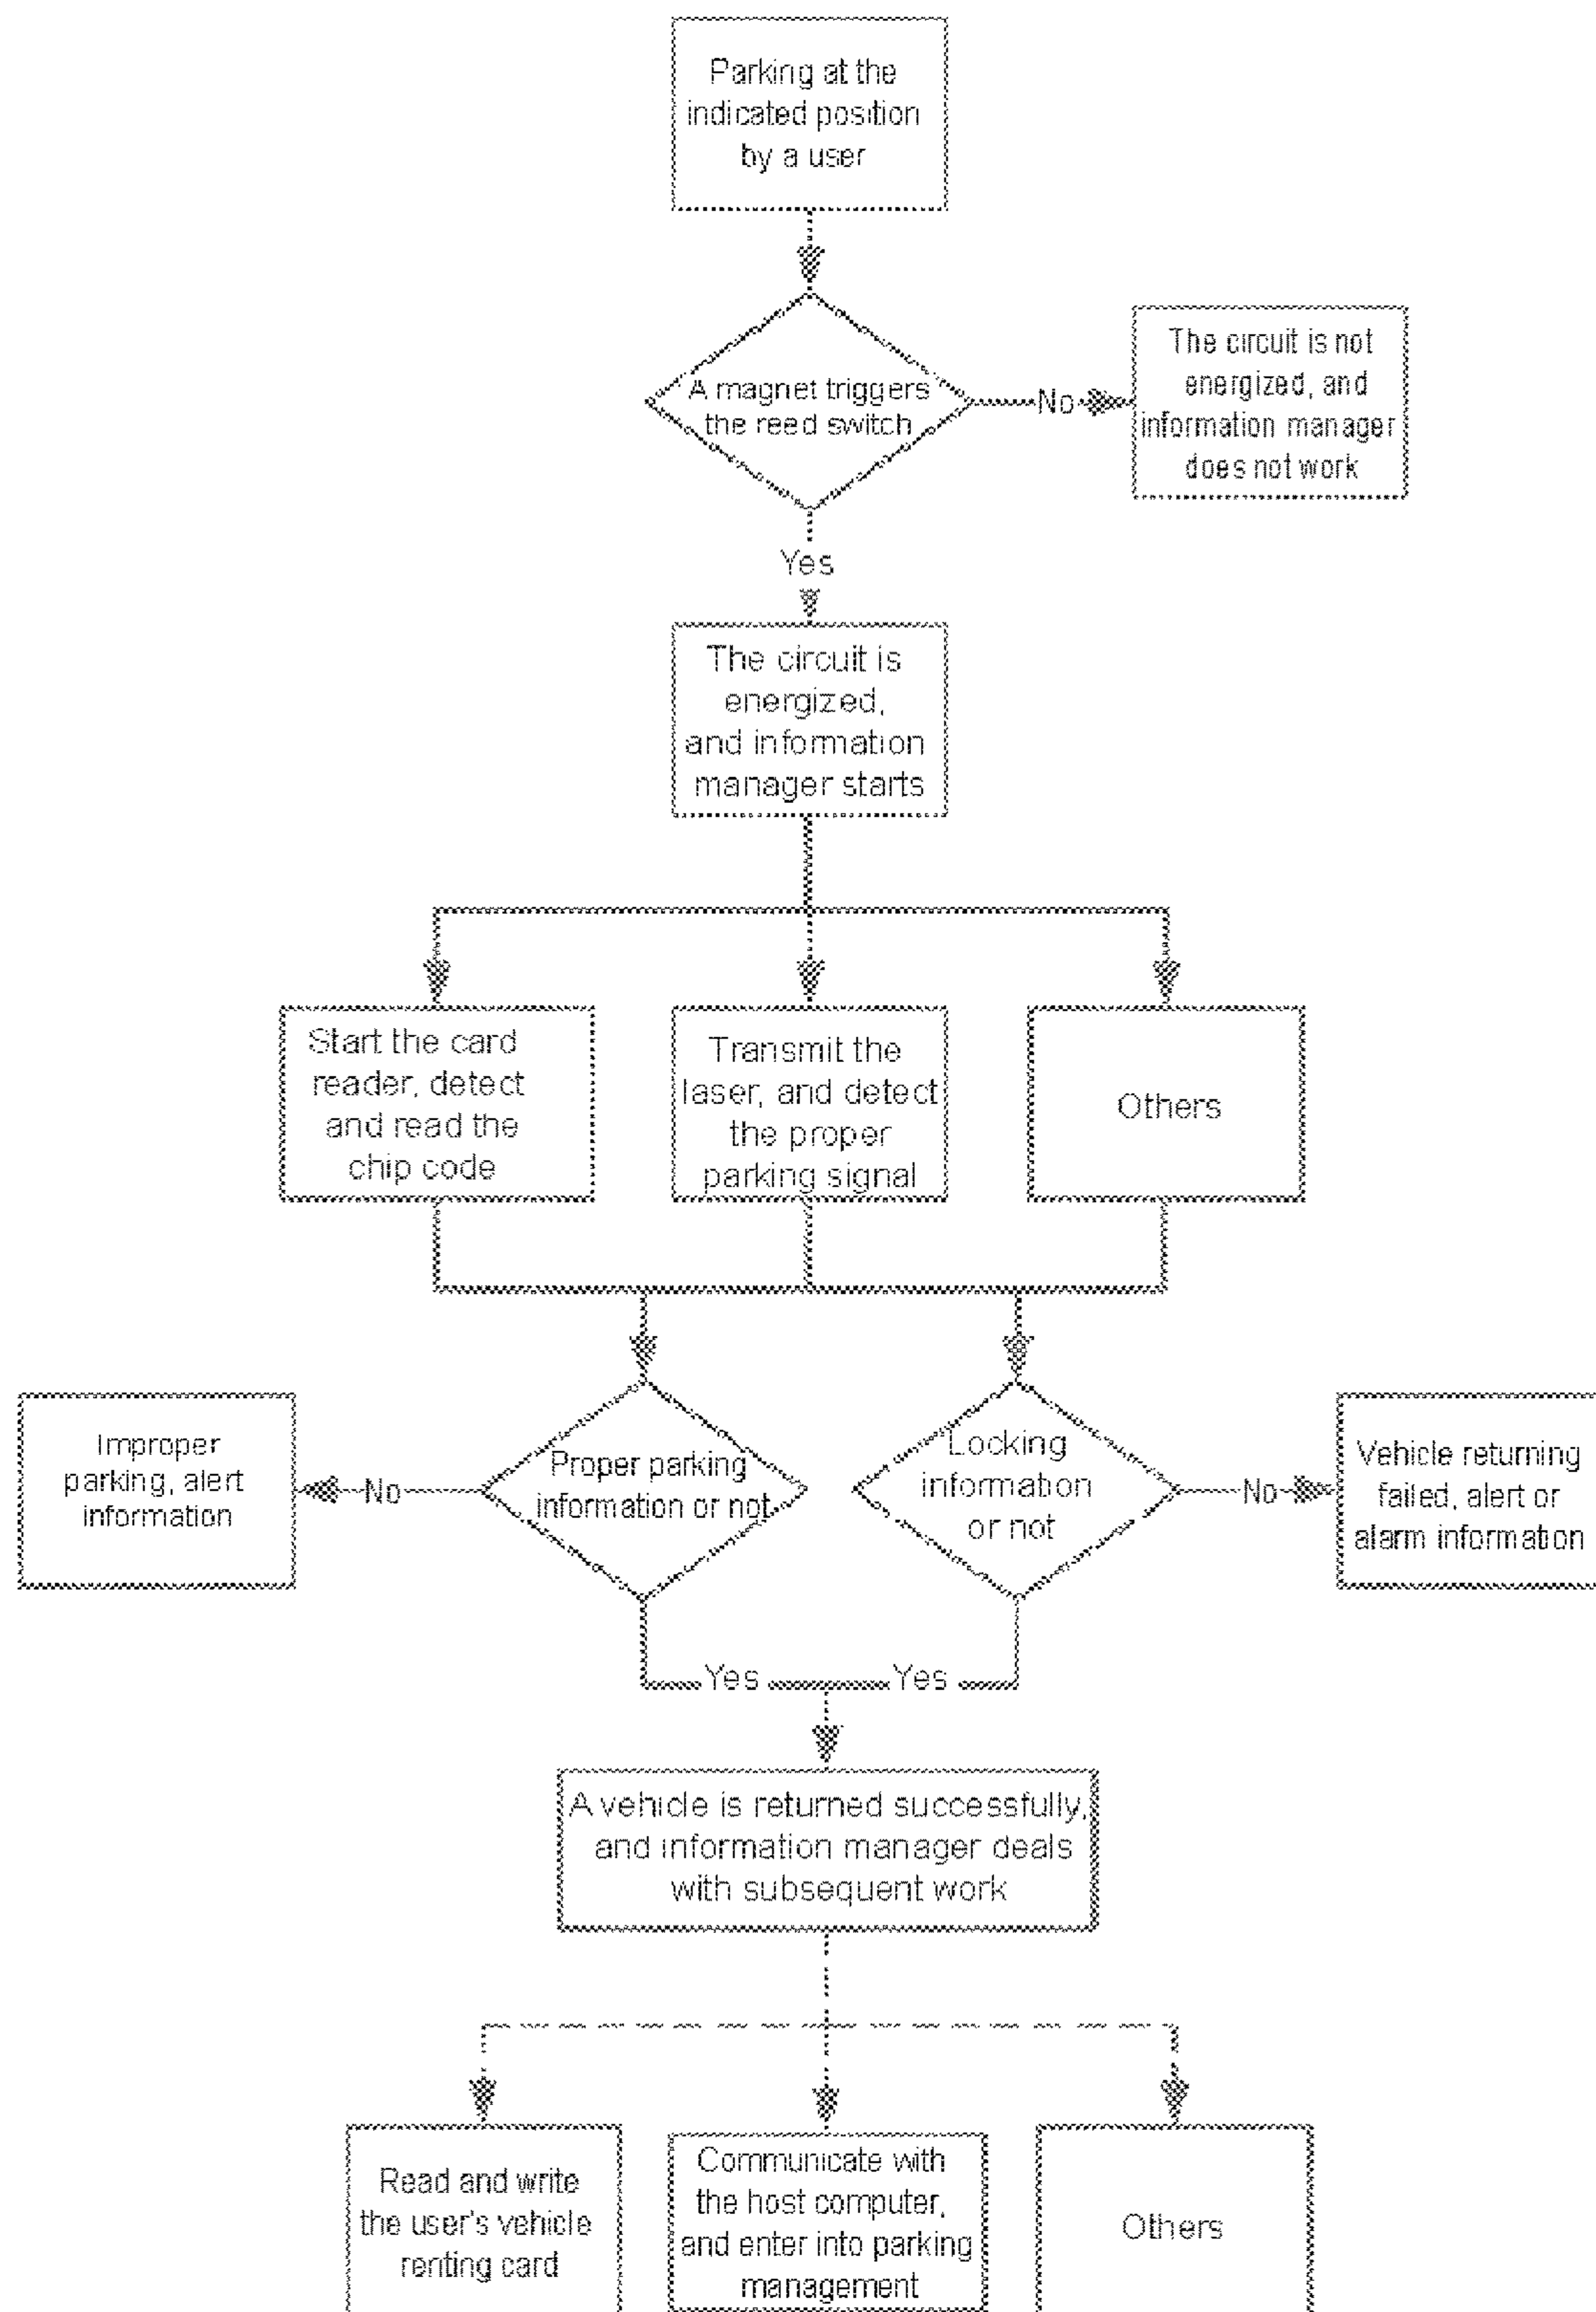 Parking at the
indicated position
by a user
A magnet triggers
the reed switch
No
The circuit is not
energized, and
information manager
does not work
Yes
The circuit is
energized,
and information
manager starts
Start the card
reader, detect
and read the
chip code
Transmit the
laser, and detect
the proper
parking signal
Others
Improper
parking, alert
information
No
Proper parking
information or not
Locking
information
or not
No
Vehicle returning
failed, alert or
alarm information
Yes
Yes
A vehicle is returned successfully,
and information manager deals
with subsequent work
Read and write
the user's vehicle
renting card
Communicate with
the host computer,
and enter into parking
management
Others